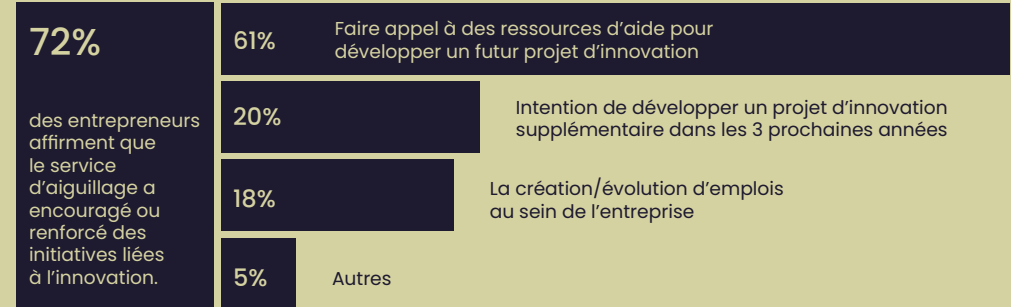 72%
des entrepreneurs
affirment que
le service
d’aiguillage a
encouragé ou
renforcé des
initiatives liées
à l’innovation.
61%
Faire appel à des ressources d’aide pour
développer un futur projet d’innovation
20%
Intention de développer un projet d’innovation
supplémentaire dans les 3 prochaines années
18%
La création/évolution d’emplois
au sein de l’entreprise
5%
Autres